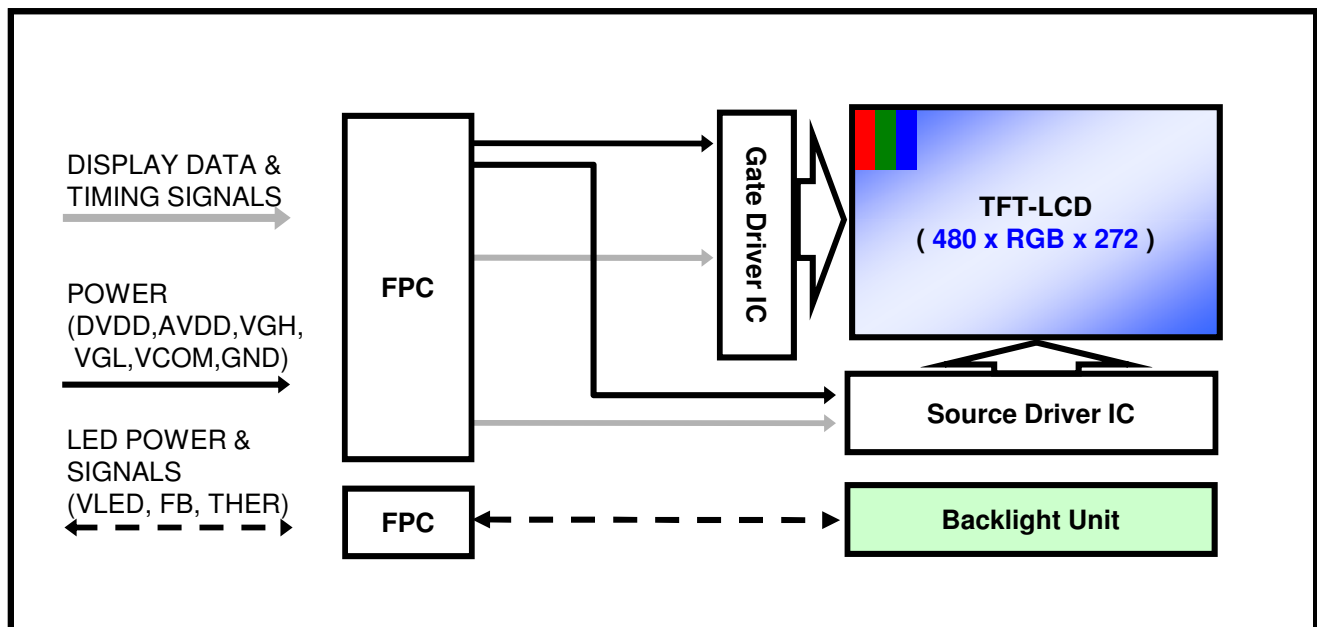 DISPLAY DATA &
TIMING SIGNALS
POWER
(DVDD,AVDD,VGH,
VGL,VCOM,GND)
LED POWER &
SIGNALS
(VLED, FB, THER)
FPC
FPC
Gate Driver IC
TFT-LCD
( 480 x RGB x 272 )
Source Driver IC
Backlight Unit